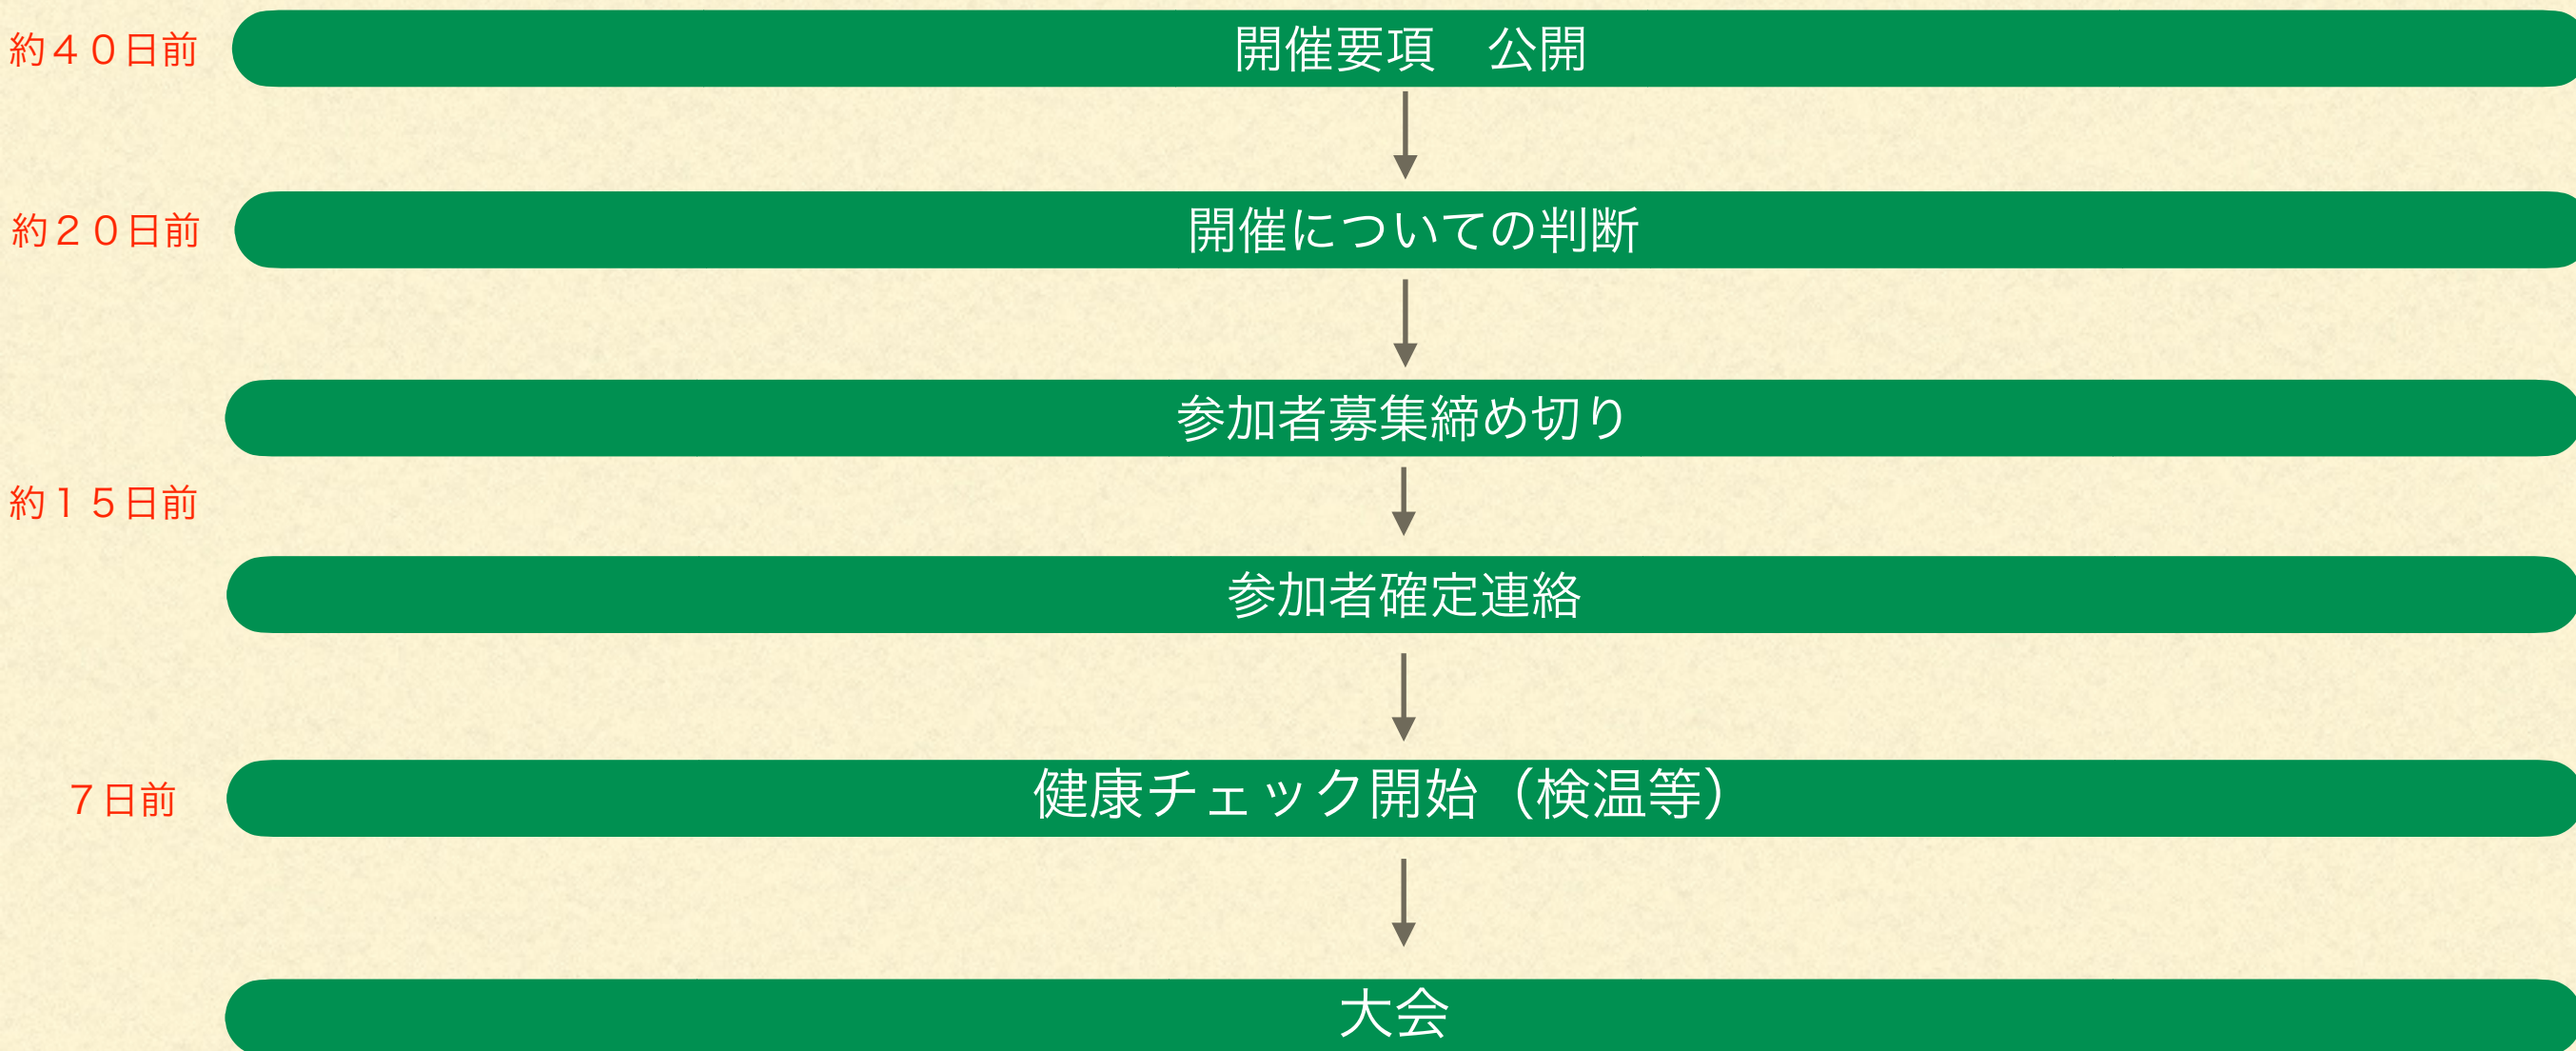 約４０日前
開催要項　公開
約２０日前
開催についての判断
参加者募集締め切り
約１５日前
参加者確定連絡
７日前
健康チェック開始（検温等）
大会